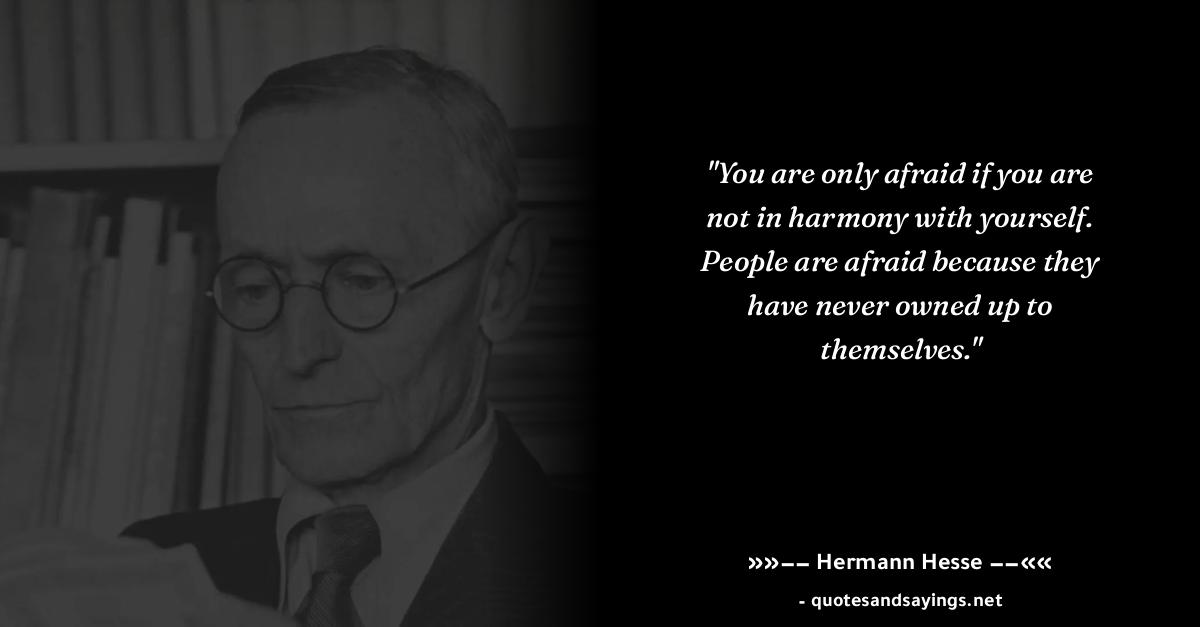 "You are only afraid if you are
not in harmony with yourself.
People are afraid because they
have never owned up to
themselves."
»»−− Hermann Hesse −−««
- quotesandsayings.net